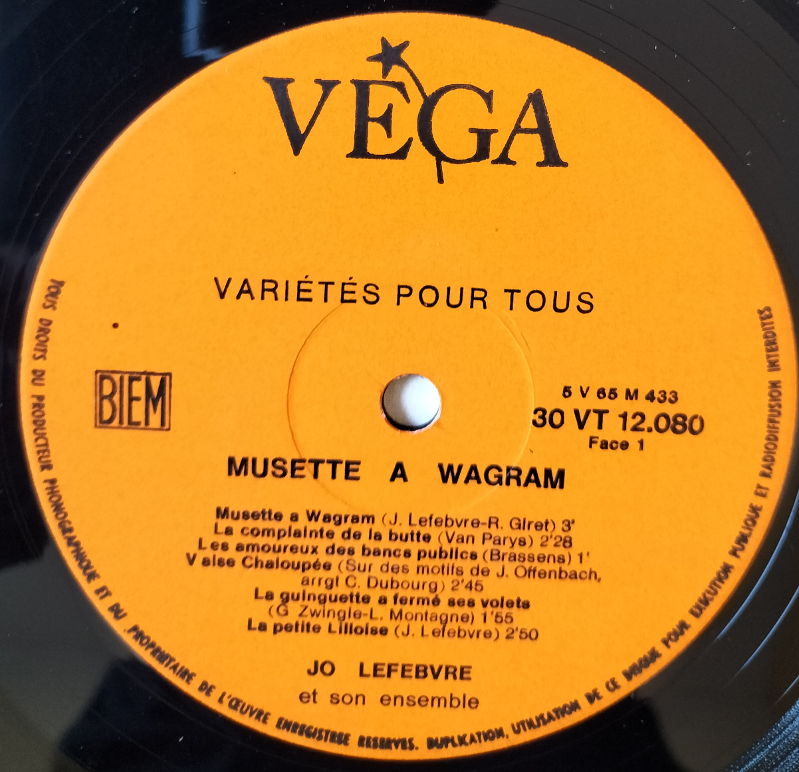 VEGA
VARIÉTÉS POUR TOUS
BIEM
5 V 65 M 433
30 VT 12.080
Face 1
MUSETTE A WAGRAM
Musette a Wagram (J. Lefebvre-R. Giret) 3'
La complainte de la butte (Van Parys) 2'28
Les amoureux des bancs publics (Brassens) 1'
Valse Chaloupée (Sur des motifs de J. Offenbach,
arrgl C. Dubourg) 2'45
La guinguette a fermé ses volets
(G Zwingle-L. Montagne) 1'55
La petite Lilloise (J. Lefebvre) 2'50
JO LEFEBVRE
et son ensemble
TOUS DROITS DU PRODUCTEUR PHONOGRAPHIQUE ET DU PROPRIETAIRE DE L'ŒUVRE ENREGISTREE RESERVES. DUPLICATION, UTILISATION DE CE DISQUE POUR EXECUTION PUBLIQUE ET RADIODIFFUSION INTERDITES